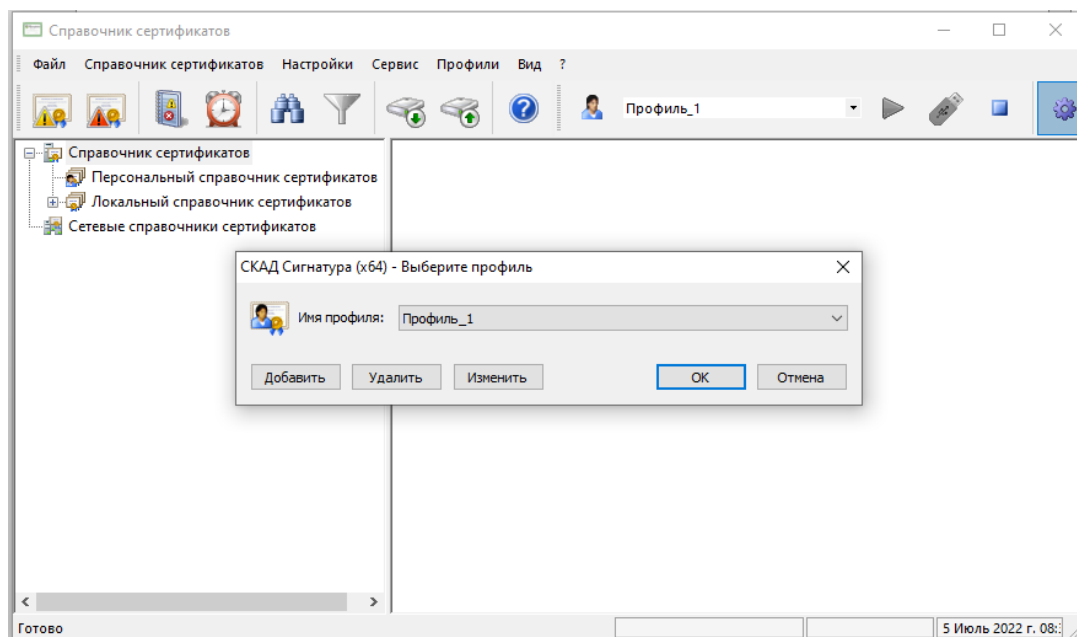 Справочник сертификатов
Файл Справочник сертификатов Настройки Сервис Профили Вид ?
Профиль_1
Справочник сертификатов
Персональный справочник сертификатов
Локальный справочник сертификатов
Сетевые справочники сертификатов
СКАД Сигнатура (x64) - Выберите профиль
Имя профиля: Профиль_1
Добавить Удалить Изменить ОК Отмена
Готово 5 Июль 2022 г. 08: